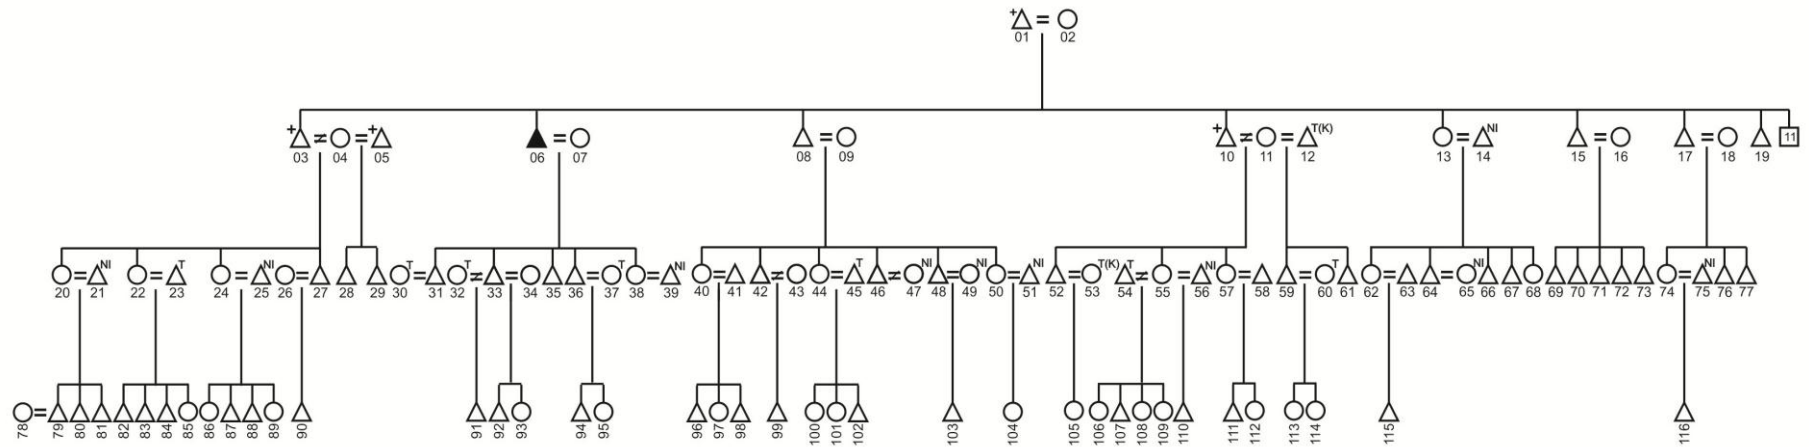 + = 
01 02
+ ≠ = + = = + ≠ = T(K) = NI = = 11
03 04 05 06 07 08 09 10 11 12 13 14 15 16 17 18 19
= NI = T = NI = T = T ≠ = = T = NI = ≠ = T ≠ NI = NI = NI = T(K) T ≠ = NI = = T = = NI = NI
20 21 22 23 24 25 26 27 28 29 30 31 32 33 34 35 36 37 38 39 40 41 42 43 44 45 46 47 48 49 50 51 52 53 54 55 56 57 58 59 60 61 62 63 64 65 66 67 68 69 70 71 72 73 74 75 76 77
=
78 79 80 81 82 83 84 85 86 87 88 89 90 91 92 93 94 95 96 97 98 99 100 101 102 103 104 105 106 107 108 109 110 111 112 113 114 115 116